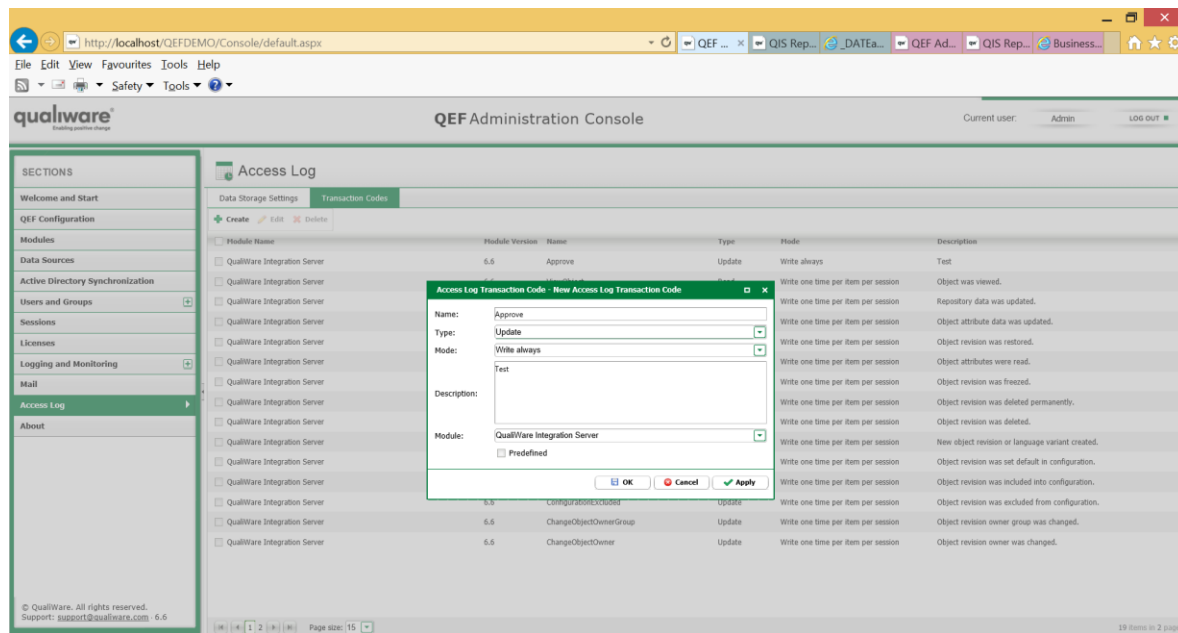 http://localhost/QEFDEMO/Console/default.aspx
QEF ... × QIS Rep... _DATEa... QEF Ad... QIS Rep... Business...
File Edit View Favourites Tools Help
Safety Tools
qualiware®
Enabling positive change
QEF Administration Console
Current user: Admin LOG OUT
SECTIONS
Welcome and Start
QEF Configuration
Modules
Data Sources
Active Directory Synchronization
Users and Groups
Sessions
Licenses
Logging and Monitoring
Mail
Access Log
About
© QualiWare. All rights reserved.
Support: support@qualiware.com · 6.6
Access Log
Data Storage Settings Transaction Codes
Create Edit Delete
Module Name Module Version Name Type Mode Description
QualiWare Integration Server 6.6 Approve Update Write always Test
QualiWare Integration Server Write one time per item per session Object was viewed.
QualiWare Integration Server Write one time per item per session Repository data was updated.
QualiWare Integration Server Write one time per item per session Object attribute data was updated.
QualiWare Integration Server Write one time per item per session Object revision was restored.
QualiWare Integration Server Write one time per item per session Object attributes were read.
QualiWare Integration Server Write one time per item per session Object revision was freezed.
QualiWare Integration Server Write one time per item per session Object revision was deleted permanently.
QualiWare Integration Server Write one time per item per session Object revision was deleted.
QualiWare Integration Server Write one time per item per session New object revision or language variant created.
QualiWare Integration Server Write one time per item per session Object revision was set default in configuration.
QualiWare Integration Server Write one time per item per session Object revision was included into configuration.
QualiWare Integration Server 6.6 ConfigurationExcluded Update Write one time per item per session Object revision was excluded from configuration.
QualiWare Integration Server 6.6 ChangeObjectOwnerGroup Update Write one time per item per session Object revision owner group was changed.
QualiWare Integration Server 6.6 ChangeObjectOwner Update Write one time per item per session Object revision owner was changed.
Access Log Transaction Code - New Access Log Transaction Code
Name: Approve
Type: Update
Mode: Write always
Description: Test
Module: QualiWare Integration Server
Predefined
OK Cancel Apply
1 2 Page size: 15
19 items in 2 page